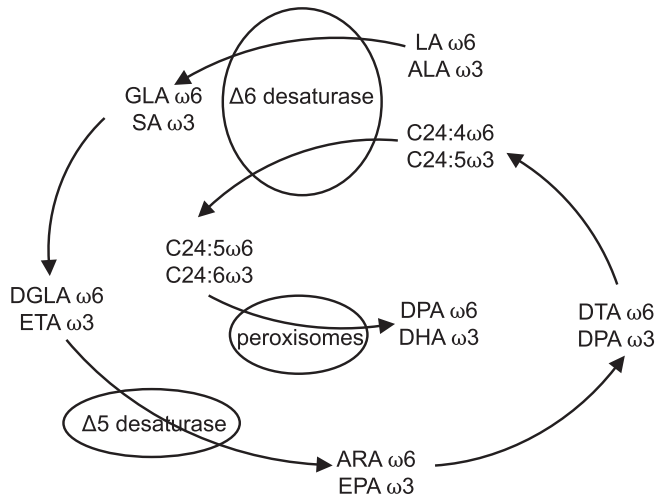 LA ω6
ALA ω3
Δ6 desaturase
GLA ω6
SA ω3
C24:4ω6
C24:5ω3
C24:5ω6
C24:6ω3
DGLA ω6
ETA ω3
DPA ω6
DHA ω3
peroxisomes
DTA ω6
DPA ω3
Δ5 desaturase
ARA ω6
EPA ω3